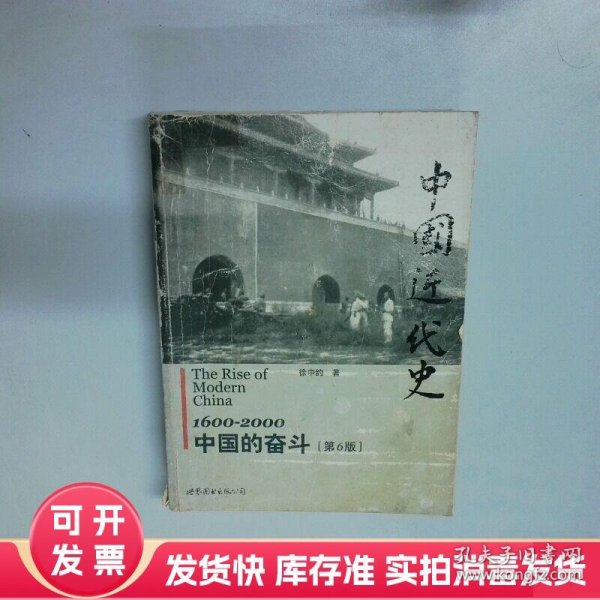 中國近代史
The Rise of
Modern
China
徐中约 著
1600-2000
中国的奋斗 [第6版]
世界图书出版公司
可开
发票
发货快 库存准 实拍消毒发货
孔夫子旧书网
www.kongfz.com